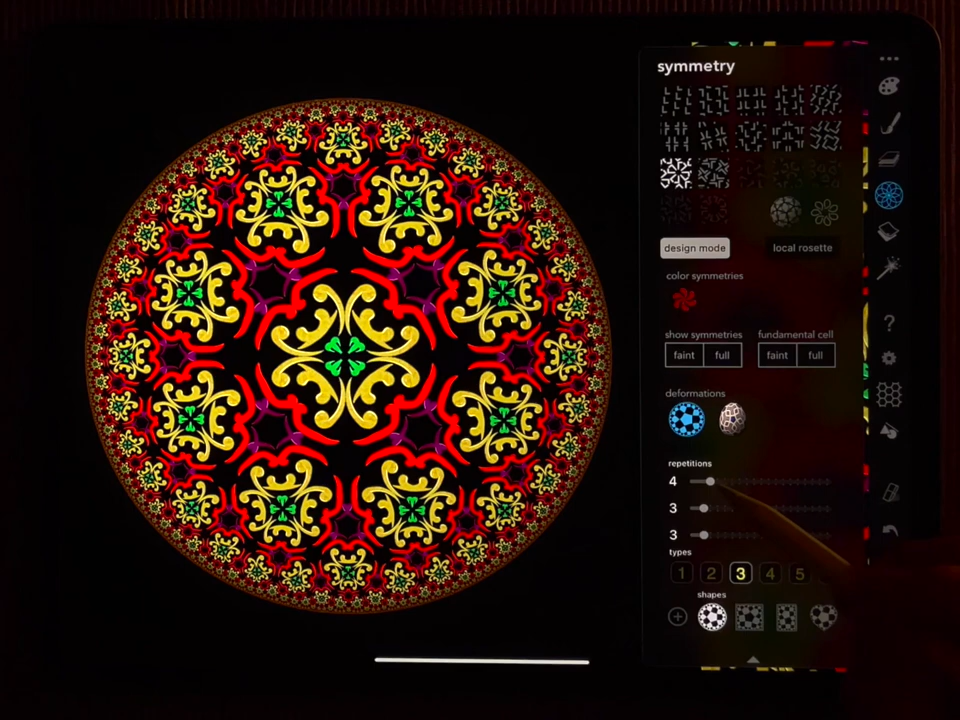 symmetry
design mode
local rosette
color symmetries
show symmetries
fundamental cell
faint
full
faint
full
?
deformations
repetitions
4
3
3
types
1
2
3
4
5
shapes